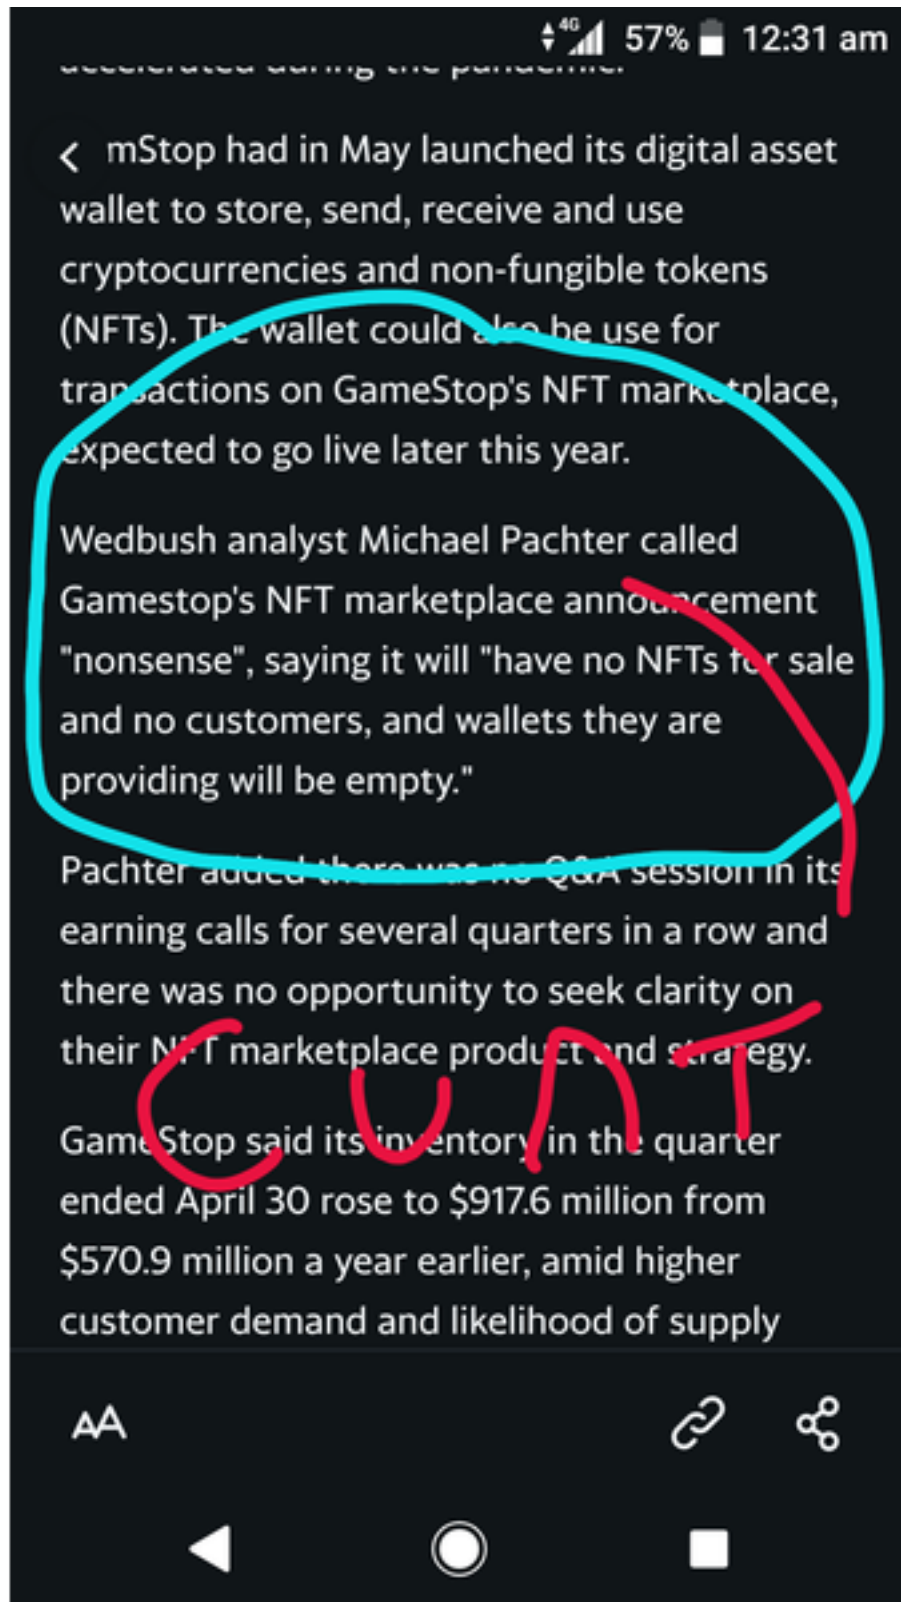 4G 57% 12:31 am
accelerated during the pandemic.
mStop had in May launched its digital asset
wallet to store, send, receive and use
cryptocurrencies and non-fungible tokens
(NFTs). The wallet could also be use for
transactions on GameStop's NFT marketplace,
expected to go live later this year.
Wedbush analyst Michael Pachter called
Gamestop's NFT marketplace announcement
"nonsense", saying it will "have no NFTs for sale
and no customers, and wallets they are
providing will be empty."
Pachter added there was no Q&A session in its
earning calls for several quarters in a row and
there was no opportunity to seek clarity on
their NFT marketplace product and strategy.
CUNT
GameStop said its inventory in the quarter
ended April 30 rose to $917.6 million from
$570.9 million a year earlier, amid higher
customer demand and likelihood of supply
AA